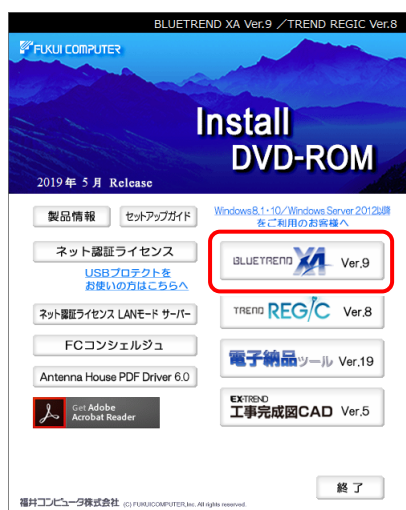 BLUETREND XA Ver.9 ／TREND REGIC Ver.8
FUKUI COMPUTER
Install
DVD-ROM
2019年 5月 Release
製品情報
セットアップガイド
Windows8.1・10／Windows Server 2012以降
をご利用のお客様へ
ネット認証ライセンス
USBプロテクトを
お使いの方はこちらへ
BLUETREND XA Ver.9
ネット認証ライセンス LANモード サーバー
TREND REGIC Ver.8
FCコンシェルジュ
電子納品ツール Ver.19
Antenna House PDF Driver 6.0
Get Adobe
Acrobat Reader
EX-TREND
工事完成図CAD Ver.5
終了
福井コンピュータ株式会社 (C) FUKUICOMPUTER,Inc. All rights reserved.